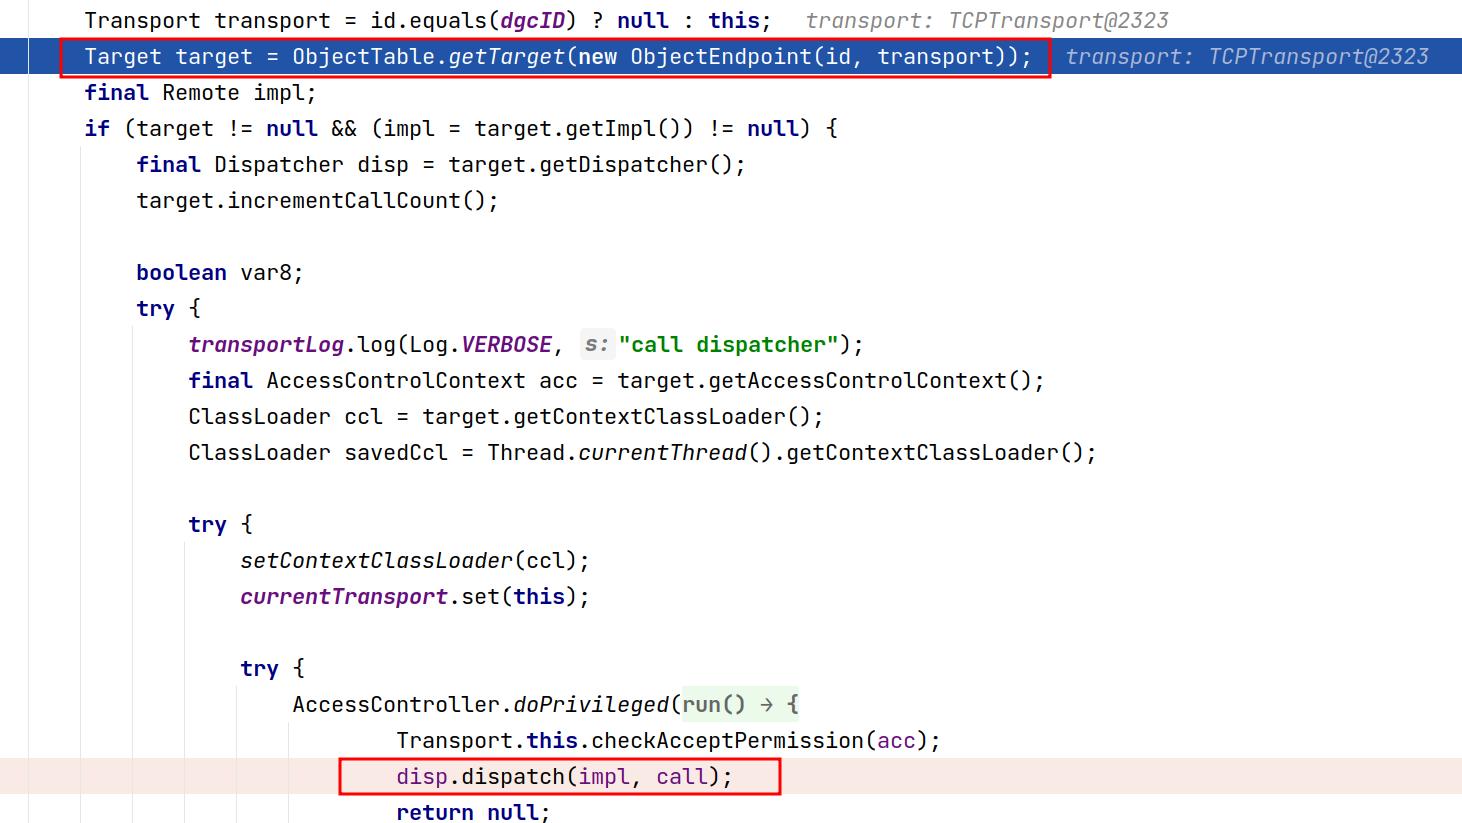 Transport transport = id.equals(dgcID) ? null : this;   transport: TCPTransport@2323
Target target = ObjectTable.getTarget(new ObjectEndpoint(id, transport));   transport: TCPTransport@2323
final Remote impl;
if (target != null && (impl = target.getImpl()) != null) {
    final Dispatcher disp = target.getDispatcher();
    target.incrementCallCount();

    boolean var8;
    try {
        transportLog.log(Log.VERBOSE, s: "call dispatcher");
        final AccessControlContext acc = target.getAccessControlContext();
        ClassLoader ccl = target.getContextClassLoader();
        ClassLoader savedCcl = Thread.currentThread().getContextClassLoader();

        try {
            setContextClassLoader(ccl);
            currentTransport.set(this);

            try {
                AccessController.doPrivileged(run() → {
                        Transport.this.checkAcceptPermission(acc);
                        disp.dispatch(impl, call);
                        return null;